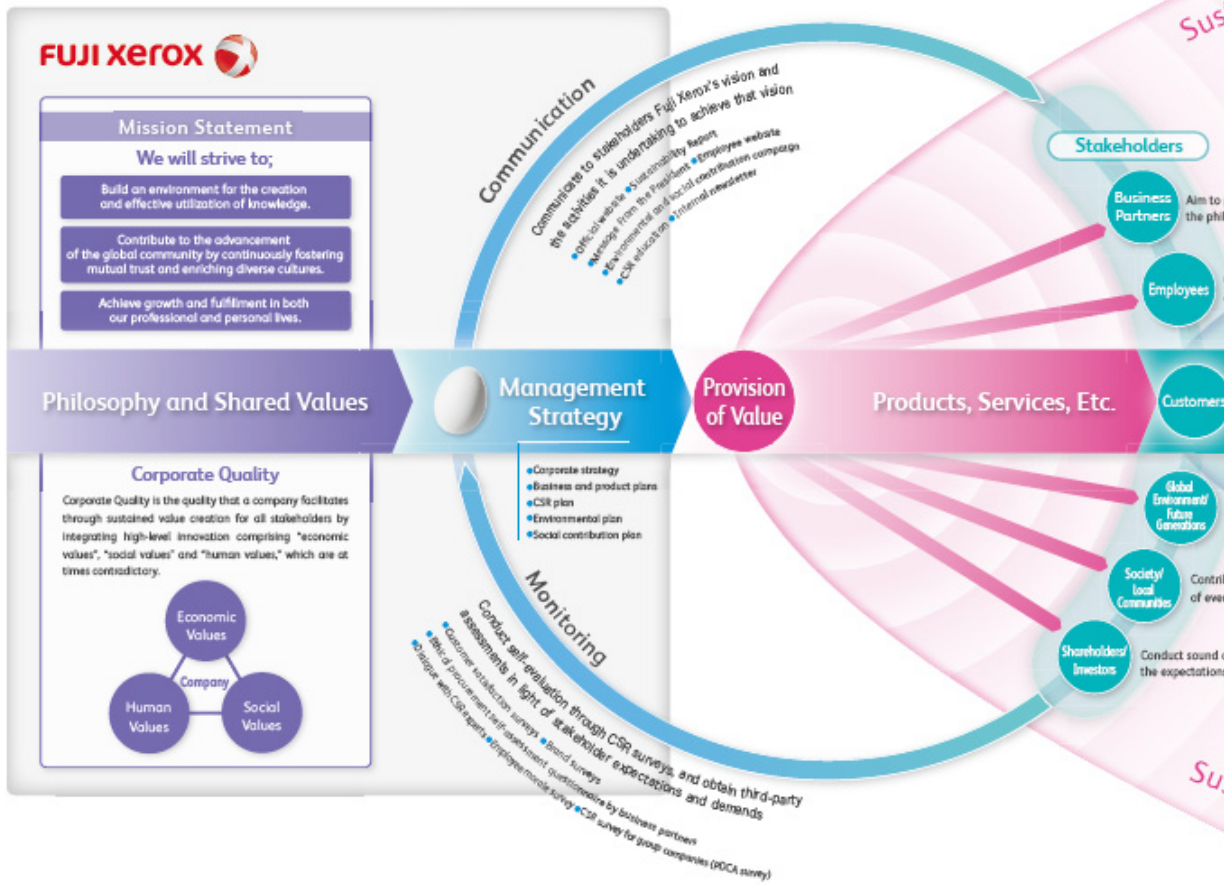 FUJI xerox
Mission Statement
We will strive to;
Build an environment for the creation
and effective utilization of knowledge.
Contribute to the advancement
of the global community by continuously fostering
mutual trust and enriching diverse cultures.
Achieve growth and fulfillment in both
our professional and personal lives.
Philosophy and Shared Values
Corporate Quality
Corporate Quality is the quality that a company facilitates
through sustained value creation for all stakeholders by
integrating high-level innovation comprising "economic
values", "social values" and "human values," which are at
times contradictory.
Economic
Values
Company
Human
Values
Social
Values
Communication
Communicate to stakeholders Fuji Xerox's vision and
the activities it is undertaking to achieve that vision
•Official website •Sustainability Report
•Message from the President •Employee website
•Environmental and social contribution campaign
•CSR education •Internal newsletter
Management
Strategy
•Corporate strategy
•Business and product plans
•CSR plan
•Environmental plan
•Social contribution plan
Monitoring
Conduct self-evaluation through CSR surveys, and obtain third-party
assessments in light of stakeholder expectations and demands
•Customer satisfaction surveys •Brand surveys
•Ethical procurement self-assessment questionnaire by business partners
•Dialogue with CSR experts •Employee morale survey •CSR survey for group companies (PDCA survey)
Provision
of Value
Products, Services, Etc.
Stakeholders
Business
Partners
Aim to
the phil
Employees
Customers
Global
Environment/
Future
Generations
Society/
Local
Communities
Contri
of eve
Shareholders/
Investors
Conduct sound
the expectations
Sus
Sus